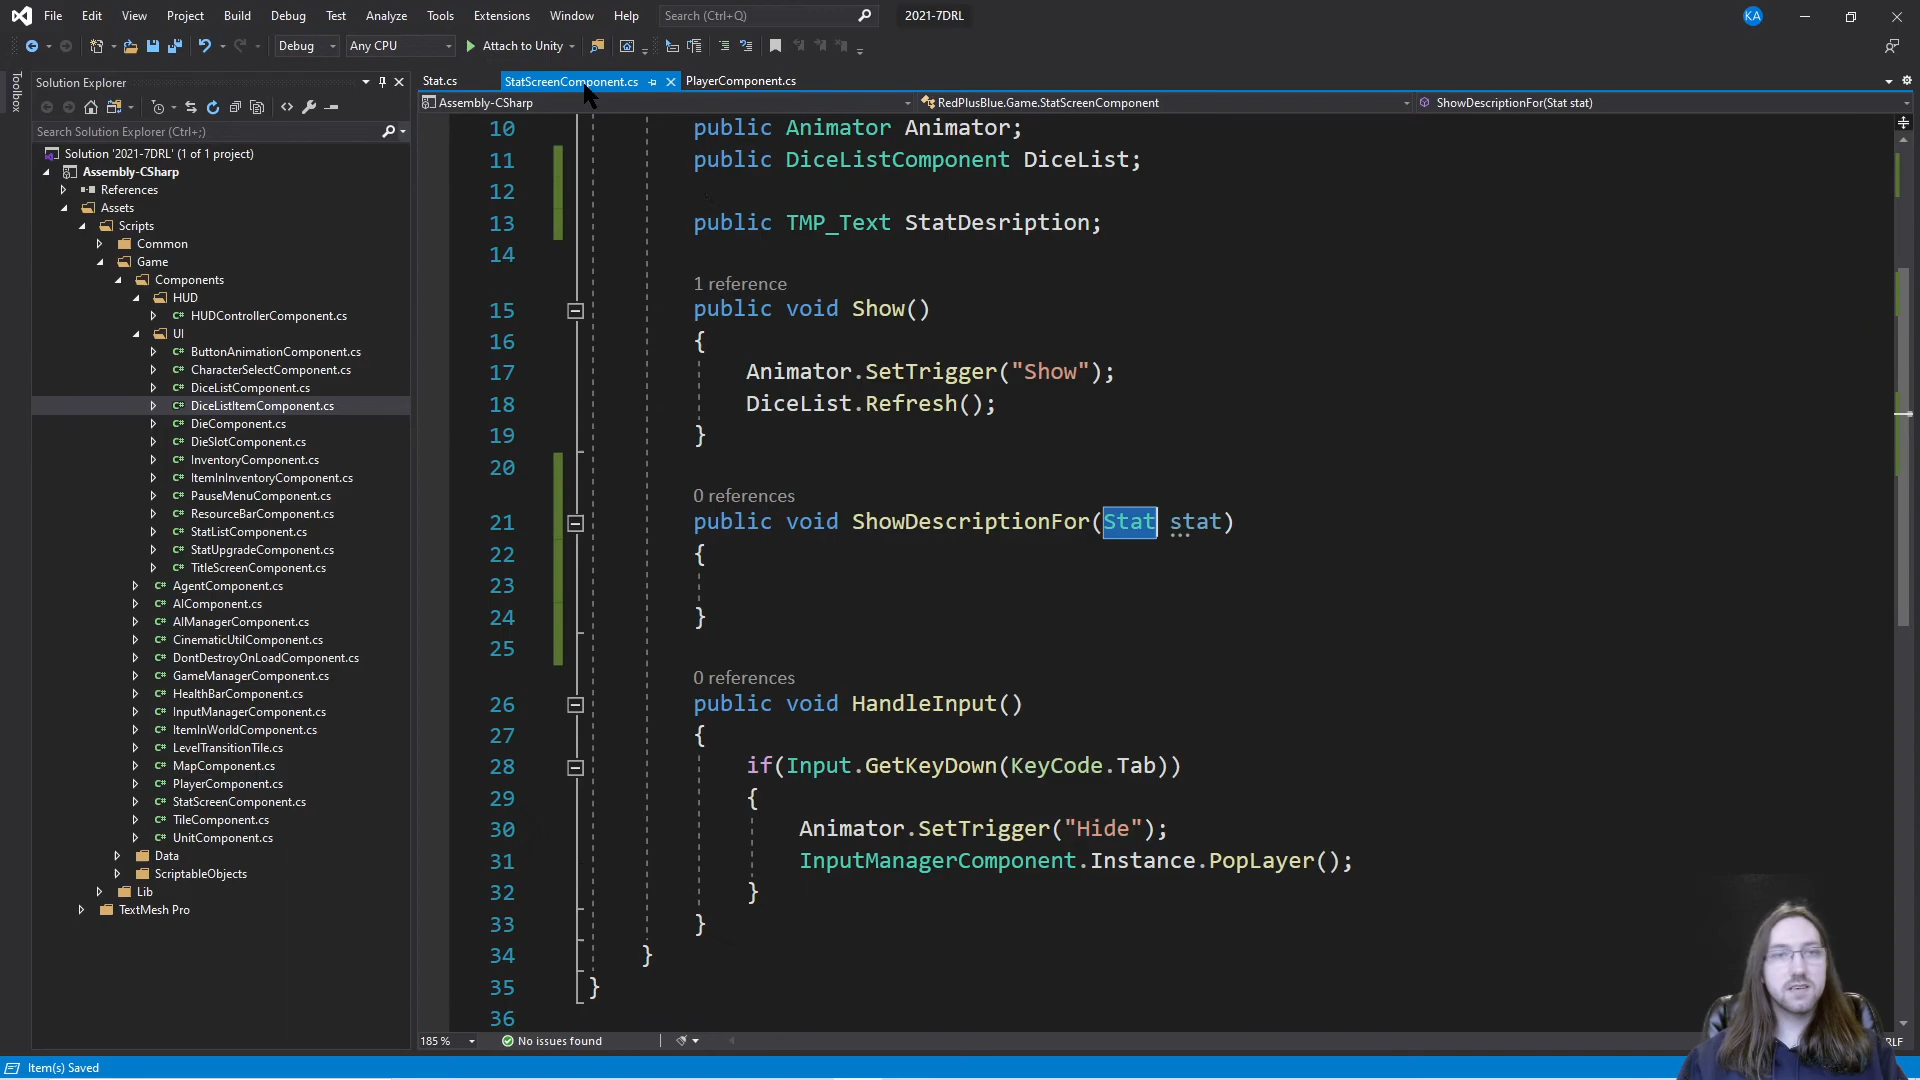 File Edit View Project Build Debug Test Analyze Tools Extensions Window Help Search (Ctrl+Q) 2021-7DRL KA
Debug Any CPU Attach to Unity
Toolbox
Solution Explorer
Search Solution Explorer (Ctrl+;)
Solution '2021-7DRL' (1 of 1 project)
Assembly-CSharp
References
Assets
Scripts
Common
Game
Components
HUD
C# HUDControllerComponent.cs
UI
C# ButtonAnimationComponent.cs
C# CharacterSelectComponent.cs
C# DiceListComponent.cs
C# DiceListItemComponent.cs
C# DieComponent.cs
C# DieSlotComponent.cs
C# InventoryComponent.cs
C# ItemInInventoryComponent.cs
C# PauseMenuComponent.cs
C# ResourceBarComponent.cs
C# StatListComponent.cs
C# StatUpgradeComponent.cs
C# TitleScreenComponent.cs
C# AgentComponent.cs
C# AIComponent.cs
C# AIManagerComponent.cs
C# CinematicUtilComponent.cs
C# DontDestroyOnLoadComponent.cs
C# GameManagerComponent.cs
C# HealthBarComponent.cs
C# InputManagerComponent.cs
C# ItemInWorldComponent.cs
C# LevelTransitionTile.cs
C# MapComponent.cs
C# PlayerComponent.cs
C# StatScreenComponent.cs
C# TileComponent.cs
C# UnitComponent.cs
Data
ScriptableObjects
Lib
TextMesh Pro
Stat.cs StatScreenComponent.cs PlayerComponent.cs
Assembly-CSharp RedPlusBlue.Game.StatScreenComponent ShowDescriptionFor(Stat stat)
10 public Animator Animator;
11 public DiceListComponent DiceList;
12
13 public TMP_Text StatDesription;
14
1 reference
15 public void Show()
16 {
17 Animator.SetTrigger("Show");
18 DiceList.Refresh();
19 }
20
0 references
21 public void ShowDescriptionFor(Stat stat)
22 {
23
24 }
25
0 references
26 public void HandleInput()
27 {
28 if(Input.GetKeyDown(KeyCode.Tab))
29 {
30 Animator.SetTrigger("Hide");
31 InputManagerComponent.Instance.PopLayer();
32 }
33 }
34 }
35 }
36
185 % No issues found
Item(s) Saved